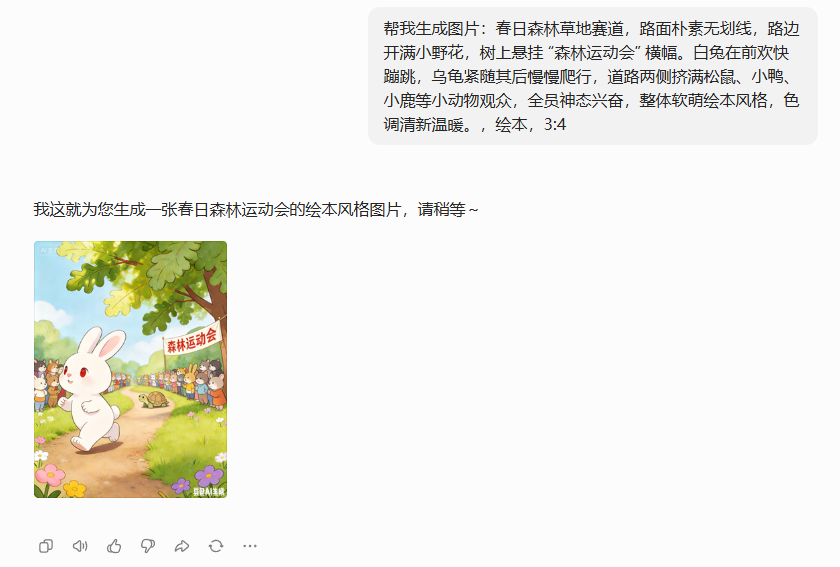 帮我生成图片：春日森林草地赛道，路面朴素无划线，路边
开满小野花，树上悬挂“森林运动会”横幅。白兔在前欢快
蹦跳，乌龟紧随其后慢慢爬行，道路两侧挤满松鼠、小鸭、
小鹿等小动物观众，全员神态兴奋，整体软萌绘本风格，色
调清新温暖。，绘本，3:4
我这就为您生成一张春日森林运动会的绘本风格图片，请稍等～
森林运动会
豆包AI生成